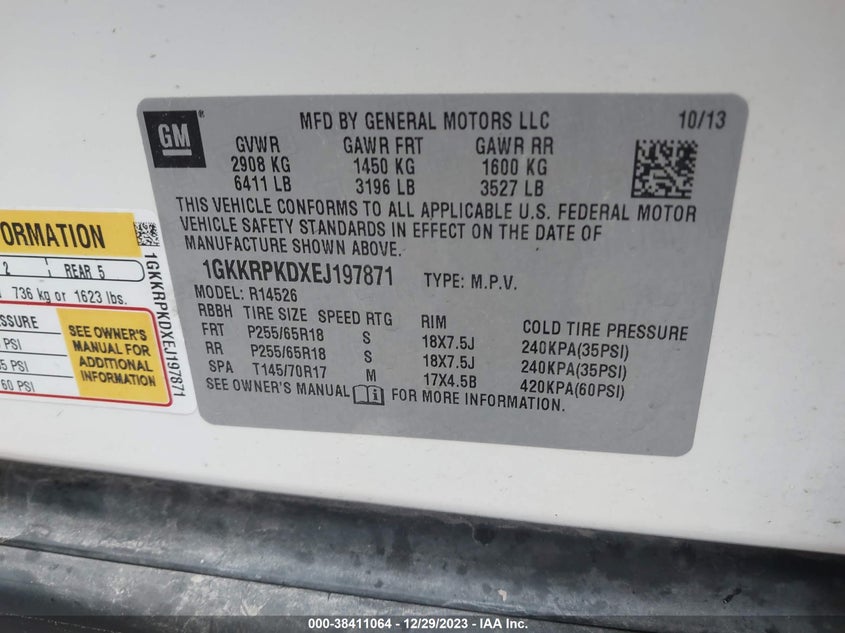 GM
®
MFD BY GENERAL MOTORS LLC 10/13
GVWR GAWR FRT GAWR RR
2908 KG 1450 KG 1600 KG
6411 LB 3196 LB 3527 LB
THIS VEHICLE CONFORMS TO ALL APPLICABLE U.S. FEDERAL MOTOR
VEHICLE SAFETY STANDARDS IN EFFECT ON THE DATE OF
MANUFACTURE SHOWN ABOVE.
1GKKRPKDXEJ197871 TYPE: M.P.V.
MODEL: R14526
RBBH TIRE SIZE SPEED RTG RIM COLD TIRE PRESSURE
FRT P255/65R18 S 18X7.5J 240KPA(35PSI)
RR P255/65R18 S 18X7.5J 240KPA(35PSI)
SPA T145/70R17 M 17X4.5B 420KPA(60PSI)
SEE OWNER'S MANUAL FOR MORE INFORMATION.
ORMATION
2 REAR 5
736 kg or 1623 lbs.
SSURE
PSI
5 PSI
60 PSI
SEE OWNER'S
MANUAL FOR
ADDITIONAL
INFORMATION
1GKKRPKDXEJ197871
000-38411064 - 12/29/2023 - IAA Inc.